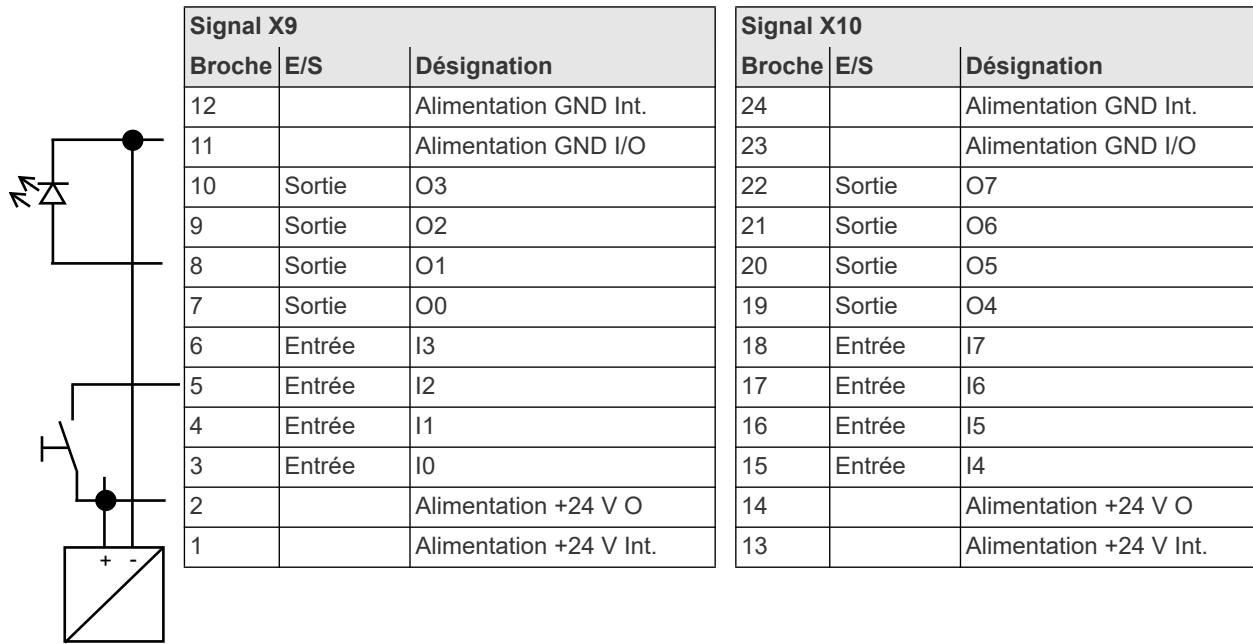 Signal X9
Broche E/S Désignation
12 Alimentation GND Int.
11 Alimentation GND I/O
10 Sortie O3
9 Sortie O2
8 Sortie O1
7 Sortie O0
6 Entrée I3
5 Entrée I2
4 Entrée I1
3 Entrée I0
2 Alimentation +24 V O
1 Alimentation +24 V Int.
+ -
Signal X10
Broche E/S Désignation
24 Alimentation GND Int.
23 Alimentation GND I/O
22 Sortie O7
21 Sortie O6
20 Sortie O5
19 Sortie O4
18 Entrée I7
17 Entrée I6
16 Entrée I5
15 Entrée I4
14 Alimentation +24 V O
13 Alimentation +24 V Int.